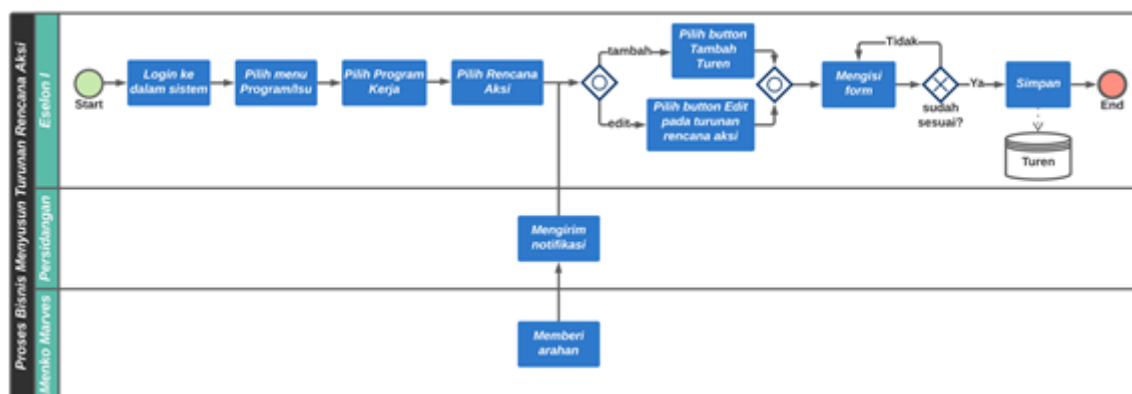 Proses Bisnis Menyusun Turunan Rencana Aksi
Eselon I
Start
Login ke
dalam sistem
Pilih menu
Program/Isu
Pilih Program
Kerja
Pilih Rencana
Aksi
tambah
edit
Pilih button
Tambah
Turen
Pilih button Edit
pada turunan
rencana aksi
Mengisi
form
Tidak
sudah
sesuai?
Ya
Simpan
End
Turen
Persidangan
Mengirim
notifikasi
Menko Marves
Memberi
arahan